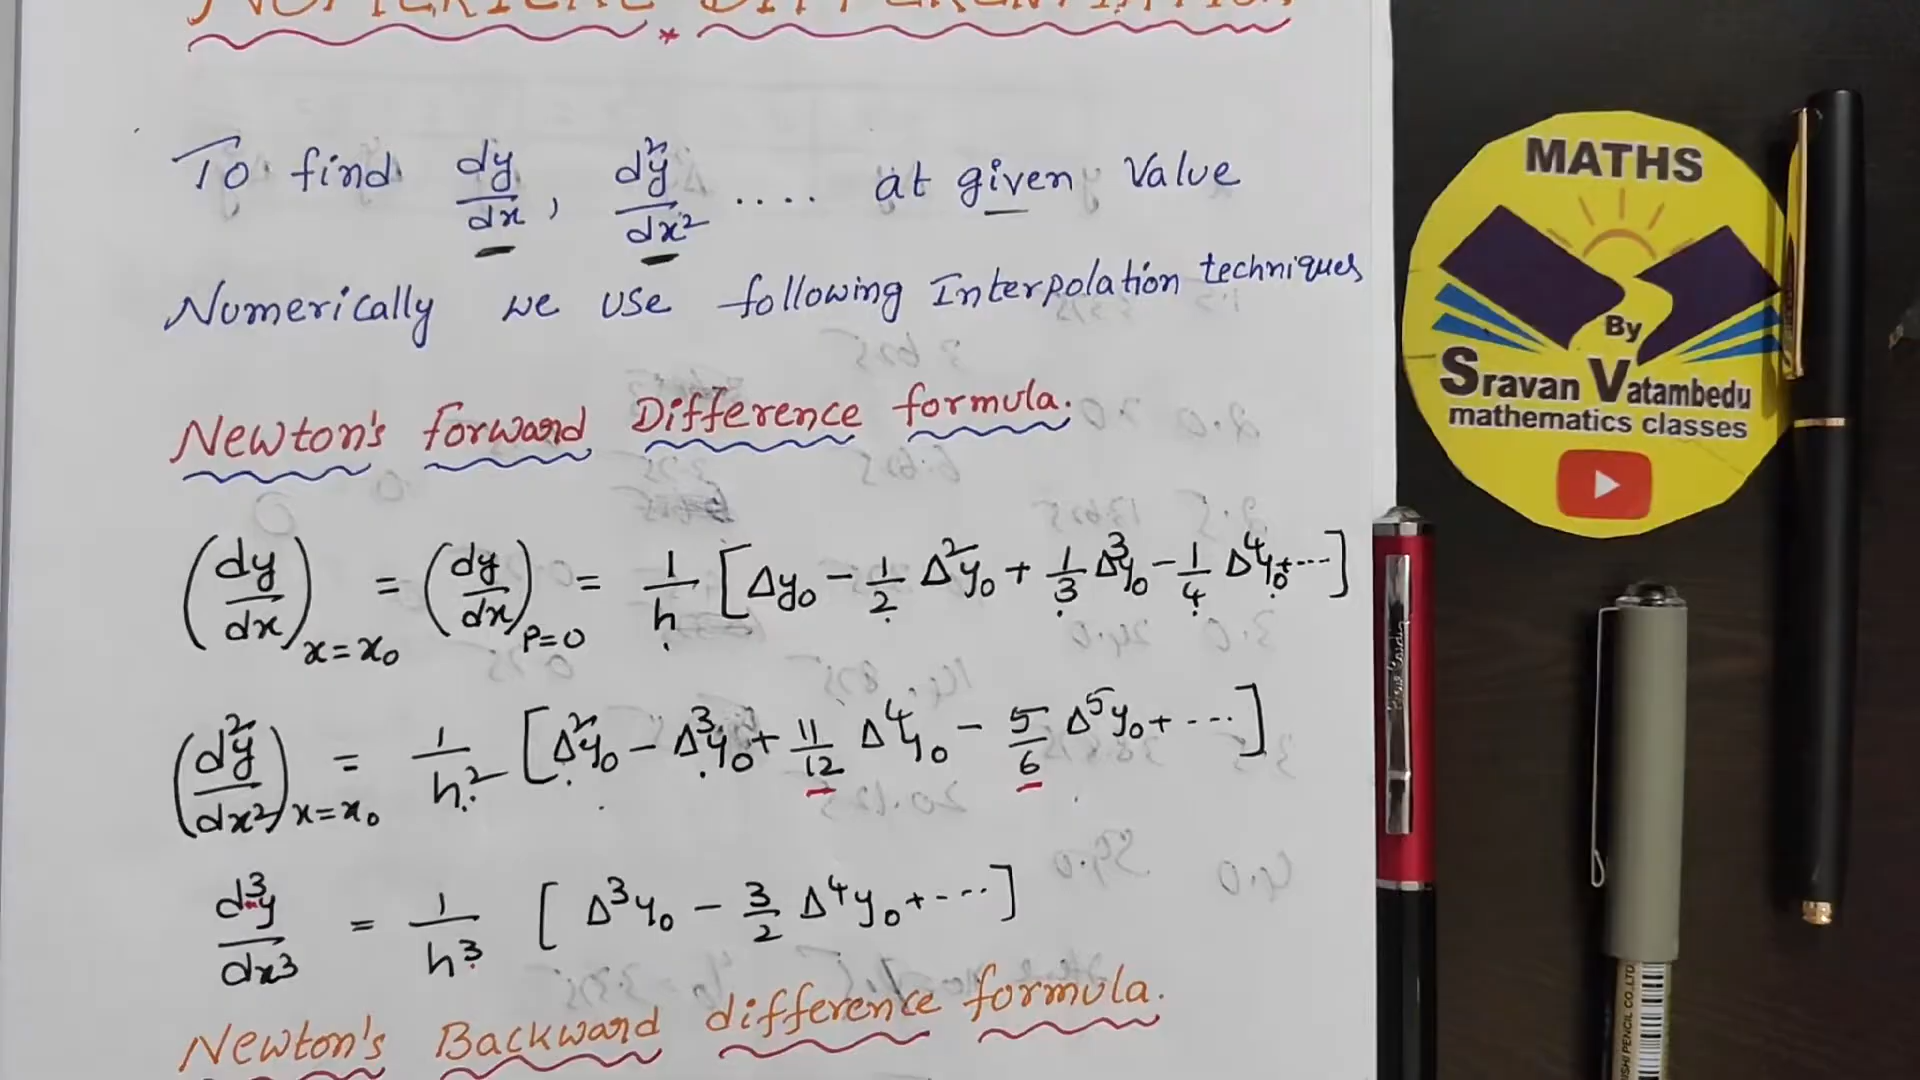 NUMERICAL DIFFERENTIATION
To find dy/dx, d²y/dx² .... at given Value
Numerically we use following Interpolation techniques
Newton's forward Difference formula.
(dy/dx)ₓ₌ₓ₀ = (dy/dx)P=0 = 1/h [Δy₀ - 1/2 Δ²y₀ + 1/3 Δ³y₀ - 1/4 Δ⁴y₀+---]
(d²y/dx²)x=x₀ = 1/h² [Δ²y₀ - Δ³y₀ + 11/12 Δ⁴y₀ - 5/6 Δ⁵y₀ + ----]
d³y/dx³ = 1/h³ [Δ³y₀ - 3/2 Δ⁴y₀ + ----]
Newton's Backward difference formula.
MATHS
By
Sravan Vatambedu
mathematics classes